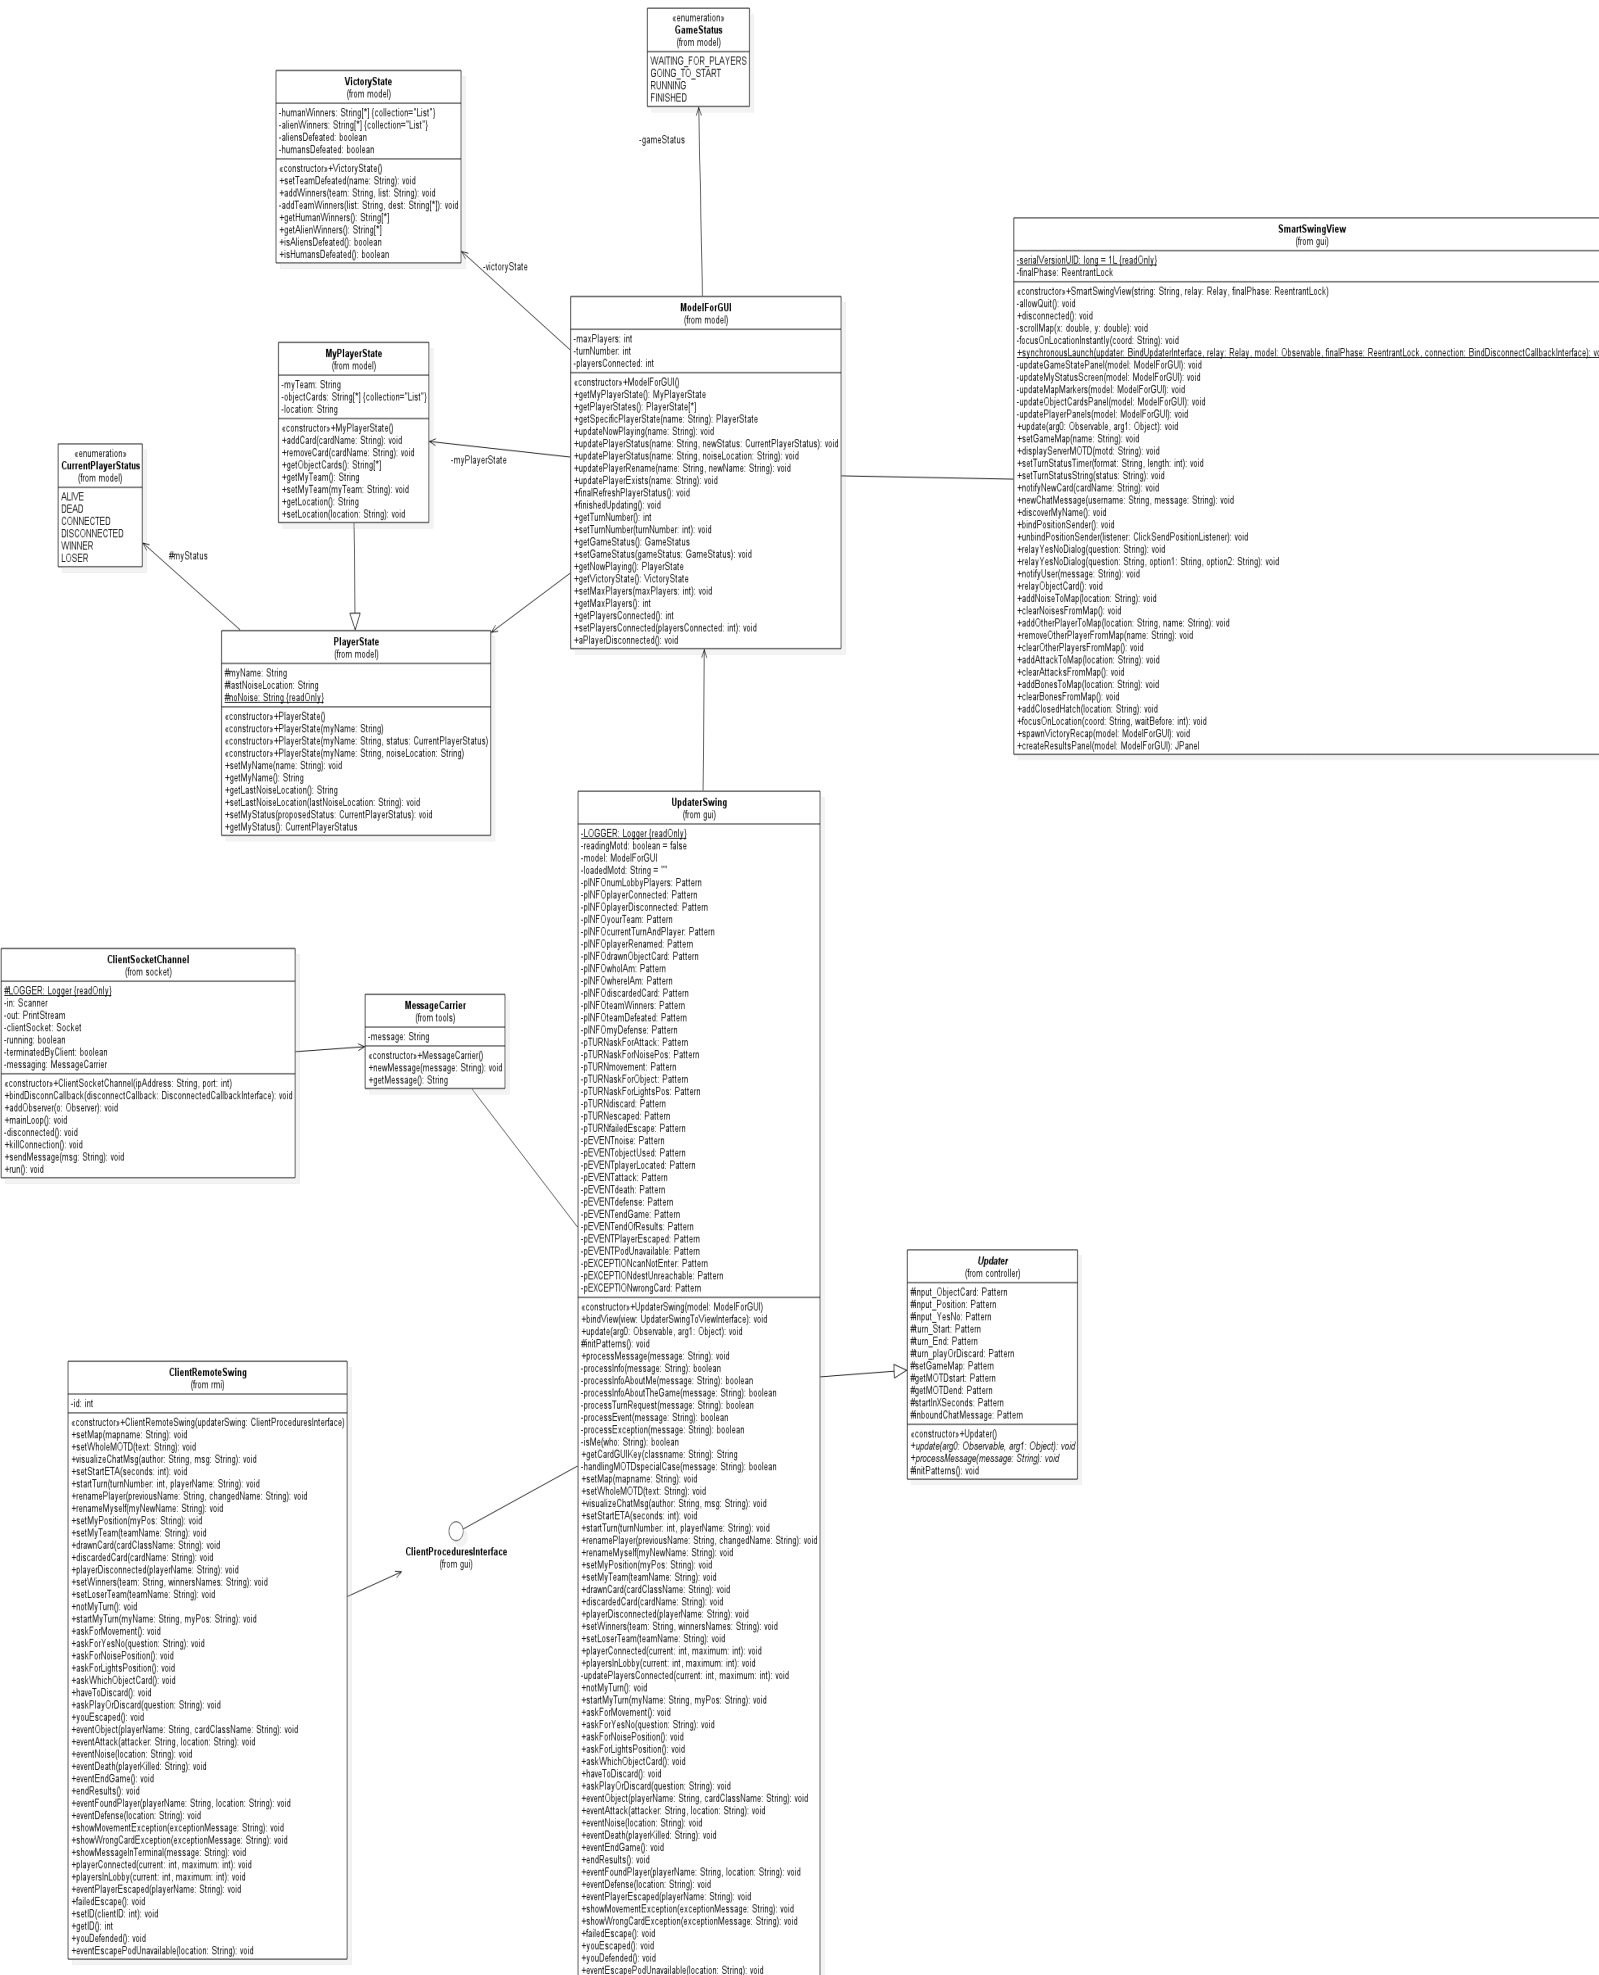 «enumeration»
GameStatus
(from model)
WAITING_FOR_PLAYERS
GOING_TO_START
RUNNING
FINISHED
-gameStatus
VictoryState
(from model)
-humanWinners: String[*] {collection="List"}
-alienWinners: String[*] {collection="List"}
-aliensDefeated: boolean
-humansDefeated: boolean
«constructor»+VictoryState()
+setTeamDefeated(name: String): void
+addWinners(team: String, list: String): void
-addTeamWinners(list: String, dest: String[*]): void
+getHumanWinners(): String[*]
+getAlienWinners(): String[*]
+isAliensDefeated(): boolean
+isHumansDefeated(): boolean
-victoryState
SmartSwingView
(from gui)
-serialVersionUID: long = 1L {readOnly}
-finalPhase: ReentrantLock
«constructor»+SmartSwingView(string: String, relay: Relay, finalPhase: ReentrantLock)
-allowQuit(): void
+disconnected(): void
-scrollMap(x: double, y: double): void
-focusOnLocationInstantly(coord: String): void
+synchronousLaunch(updater: BindUpdaterInterface, relay: Relay, model: Observable, finalPhase: ReentrantLock, connection: BindDisconnectCallbackInterface): vo
-updateGameStatePanel(model: ModelForGUI): void
-updateMyStatusScreen(model: ModelForGUI): void
-updateMapMarkers(model: ModelForGUI): void
-updateObjectCardsPanel(model: ModelForGUI): void
-updatePlayerPanels(model: ModelForGUI): void
+update(arg0: Observable, arg1: Object): void
+setGameMap(name: String): void
+displayServerMOTD(motd: String): void
+setTurnStatusTimer(format: String, length: int): void
+setTurnStatusString(status: String): void
+notifyNewCard(cardName: String): void
+newChatMessage(username: String, message: String): void
+discoverMyName(): void
+bindPositionSender(): void
+unbindPositionSender(listener: ClickSendPositionListener): void
+relayYesNoDialog(question: String): void
+relayYesNoDialog(question: String, option1: String, option2: String): void
+notifyUser(message: String): void
+relayObjectCard(): void
+addNoiseToMap(location: String): void
+clearNoisesFromMap(): void
+addOtherPlayerToMap(location: String, name: String): void
+removeOtherPlayerFromMap(name: String): void
+clearOtherPlayersFromMap(): void
+addAttackToMap(location: String): void
+clearAttacksFromMap(): void
+addBonesToMap(location: String): void
+clearBonesFromMap(): void
+addClosedHatch(location: String): void
+focusOnLocation(coord: String, waitBefore: int): void
+spawnVictoryRecap(model: ModelForGUI): void
+createResultsPanel(model: ModelForGUI): JPanel
ModelForGUI
(from model)
-maxPlayers: int
-turnNumber: int
-playersConnected: int
«constructor»+ModelForGUI()
+getMyPlayerState(): MyPlayerState
+getPlayerStates(): PlayerState[*]
+getSpecificPlayerState(name: String): PlayerState
+updateNowPlaying(name: String): void
+updatePlayerStatus(name: String, newStatus: CurrentPlayerStatus): void
+updatePlayerStatus(name: String, noiseLocation: String): void
+updatePlayerRename(name: String, newName: String): void
+updatePlayerExists(name: String): void
+finalRefreshPlayerStatus(): void
+finishedUpdating(): void
+getTurnNumber(): int
+setTurnNumber(turnNumber: int): void
+getGameStatus(): GameStatus
+setGameStatus(gameStatus: GameStatus): void
+getNowPlaying(): PlayerState
+getVictoryState(): VictoryState
+setMaxPlayers(maxPlayers: int): void
+getMaxPlayers(): int
+getPlayersConnected(): int
+setPlayersConnected(playersConnected: int): void
+aPlayerDisconnected(): void
MyPlayerState
(from model)
-myTeam: String
-objectCards: String[*] {collection="List"}
-location: String
«constructor»+MyPlayerState()
+addCard(cardName: String): void
+removeCard(cardName: String): void
+getObjectCards(): String[*]
+getMyTeam(): String
+setMyTeam(myTeam: String): void
+getLocation(): String
+setLocation(location: String): void
-myPlayerState
«enumeration»
CurrentPlayerStatus
(from model)
ALIVE
DEAD
CONNECTED
DISCONNECTED
WINNER
LOSER
#myStatus
PlayerState
(from model)
#myName: String
#lastNoiseLocation: String
#noNoise: String {readOnly}
«constructor»+PlayerState()
«constructor»+PlayerState(myName: String)
«constructor»+PlayerState(myName: String, status: CurrentPlayerStatus)
«constructor»+PlayerState(myName: String, noiseLocation: String)
+setMyName(name: String): void
+getMyName(): String
+getLastNoiseLocation(): String
+setLastNoiseLocation(lastNoiseLocation: String): void
+setMyStatus(proposedStatus: CurrentPlayerStatus): void
+getMyStatus(): CurrentPlayerStatus
UpdaterSwing
(from gui)
-LOGGER: Logger {readOnly}
-readingMotd: boolean = false
-model: ModelForGUI
-loadedMotd: String = ""
-pINFOnumLobbyPlayers: Pattern
-pINFOplayerConnected: Pattern
-pINFOplayerDisconnected: Pattern
-pINFOyourTeam: Pattern
-pINFOcurrentTurnAndPlayer: Pattern
-pINFOplayerRenamed: Pattern
-pINFOdrawnObjectCard: Pattern
-pINFOwhoIAm: Pattern
-pINFOwhereIAm: Pattern
-pINFOdiscardedCard: Pattern
-pINFOteamWinners: Pattern
-pINFOteamDefeated: Pattern
-pINFOmyDefense: Pattern
-pTURNaskForAttack: Pattern
-pTURNaskForNoisePos: Pattern
-pTURNmovement: Pattern
-pTURNaskForObject: Pattern
-pTURNaskForLightsPos: Pattern
-pTURNdiscard: Pattern
-pTURNescaped: Pattern
-pTURNfailedEscape: Pattern
-pEVENTnoise: Pattern
-pEVENTobjectUsed: Pattern
-pEVENTplayerLocated: Pattern
-pEVENTattack: Pattern
-pEVENTdeath: Pattern
-pEVENTdefense: Pattern
-pEVENTendGame: Pattern
-pEVENTendOfResults: Pattern
-pEVENTPlayerEscaped: Pattern
-pEVENTPodUnavailable: Pattern
-pEXCEPTIONcanNotEnter: Pattern
-pEXCEPTIONdestUnreachable: Pattern
-pEXCEPTIONwrongCard: Pattern
«constructor»+UpdaterSwing(model: ModelForGUI)
+bindView(view: UpdaterSwingToViewInterface): void
+update(arg0: Observable, arg1: Object): void
#initPatterns(): void
+processMessage(message: String): void
-processInfo(message: String): boolean
-processInfoAboutMe(message: String): boolean
-processInfoAboutTheGame(message: String): boolean
-processTurnRequest(message: String): boolean
-processEvent(message: String): boolean
-processException(message: String): boolean
-isMe(who: String): boolean
+getCardGUIKey(classname: String): String
-handlingMOTDspecialCase(message: String): boolean
+setMap(mapname: String): void
+setWholeMOTD(text: String): void
+visualizeChatMsg(author: String, msg: String): void
+setStartETA(seconds: int): void
+startTurn(turnNumber: int, playerName: String): void
+renamePlayer(previousName: String, changedName: String): void
+renameMyself(myNewName: String): void
+setMyPosition(myPos: String): void
+setMyTeam(teamName: String): void
+drawnCard(cardClassName: String): void
+discardedCard(cardName: String): void
+playerDisconnected(playerName: String): void
+setWinners(team: String, winnersNames: String): void
+setLoserTeam(teamName: String): void
+playerConnected(current: int, maximum: int): void
+playersInLobby(current: int, maximum: int): void
-updatePlayersConnected(current: int, maximum: int): void
+notMyTurn(): void
+startMyTurn(myName: String, myPos: String): void
+askForMovement(): void
+askForYesNo(question: String): void
+askForNoisePosition(): void
+askForLightsPosition(): void
+askWhichObjectCard(): void
+haveToDiscard(): void
+askPlayOrDiscard(question: String): void
+eventObject(playerName: String, cardClassName: String): void
+eventAttack(attacker: String, location: String): void
+eventNoise(location: String): void
+eventDeath(playerKilled: String): void
+eventEndGame(): void
+endResults(): void
+eventFoundPlayer(playerName: String, location: String): void
+eventDefense(location: String): void
+eventPlayerEscaped(playerName: String): void
+showMovementException(exceptionMessage: String): void
+showWrongCardException(exceptionMessage: String): void
+failedEscape(): void
+youEscaped(): void
+youDefended(): void
+eventEscapePodUnavailable(location: String): void
ClientSocketChannel
(from socket)
#LOGGER: Logger {readOnly}
-in: Scanner
-out: PrintStream
-clientSocket: Socket
-running: boolean
-terminatedByClient: boolean
-messaging: MessageCarrier
«constructor»+ClientSocketChannel(ipAddress: String, port: int)
+bindDisconnCallback(disconnectCallback: DisconnectedCallbackInterface): void
+addObserver(o: Observer): void
+mainLoop(): void
-disconnected(): void
+killConnection(): void
+sendMessage(msg: String): void
+run(): void
MessageCarrier
(from tools)
-message: String
«constructor»+MessageCarrier()
+newMessage(message: String): void
+getMessage(): String
Updater
(from controller)
#input_ObjectCard: Pattern
#input_Position: Pattern
#input_YesNo: Pattern
#turn_Start: Pattern
#turn_End: Pattern
#turn_playOrDiscard: Pattern
#setGameMap: Pattern
#getMOTDstart: Pattern
#getMOTDend: Pattern
#startInXSeconds: Pattern
#inboundChatMessage: Pattern
«constructor»+Updater()
+update(arg0: Observable, arg1: Object): void
+processMessage(message: String): void
#initPatterns(): void
ClientRemoteSwing
(from rmi)
-id: int
«constructor»+ClientRemoteSwing(updaterSwing: ClientProceduresInterface)
+setMap(mapname: String): void
+setWholeMOTD(text: String): void
+visualizeChatMsg(author: String, msg: String): void
+setStartETA(seconds: int): void
+startTurn(turnNumber: int, playerName: String): void
+renamePlayer(previousName: String, changedName: String): void
+renameMyself(myNewName: String): void
+setMyPosition(myPos: String): void
+setMyTeam(teamName: String): void
+drawnCard(cardClassName: String): void
+discardedCard(cardName: String): void
+playerDisconnected(playerName: String): void
+setWinners(team: String, winnersNames: String): void
+setLoserTeam(teamName: String): void
+notMyTurn(): void
+startMyTurn(myName: String, myPos: String): void
+askForMovement(): void
+askForYesNo(question: String): void
+askForNoisePosition(): void
+askForLightsPosition(): void
+askWhichObjectCard(): void
+haveToDiscard(): void
+askPlayOrDiscard(question: String): void
+youEscaped(): void
+eventObject(playerName: String, cardClassName: String): void
+eventAttack(attacker: String, location: String): void
+eventNoise(location: String): void
+eventDeath(playerKilled: String): void
+eventEndGame(): void
+endResults(): void
+eventFoundPlayer(playerName: String, location: String): void
+eventDefense(location: String): void
+showMovementException(exceptionMessage: String): void
+showWrongCardException(exceptionMessage: String): void
+showMessageInTerminal(message: String): void
+playerConnected(current: int, maximum: int): void
+playersInLobby(current: int, maximum: int): void
+eventPlayerEscaped(playerName: String): void
+failedEscape(): void
+setID(clientID: int): void
+getID(): int
+youDefended(): void
+eventEscapePodUnavailable(location: String): void
ClientProceduresInterface
(from gui)